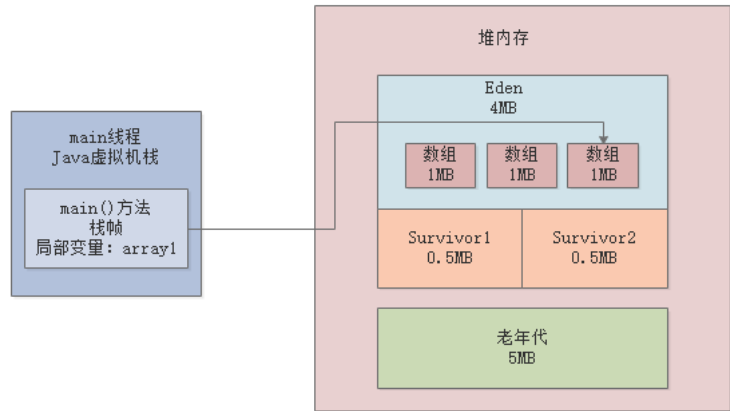 堆内存
Eden
4MB
main线程
Java虚拟机栈
数组
1MB
数组
1MB
数组
1MB
main()方法
栈帧
局部变量: array1
Survivor1
0.5MB
Survivor2
0.5MB
老年代
5MB